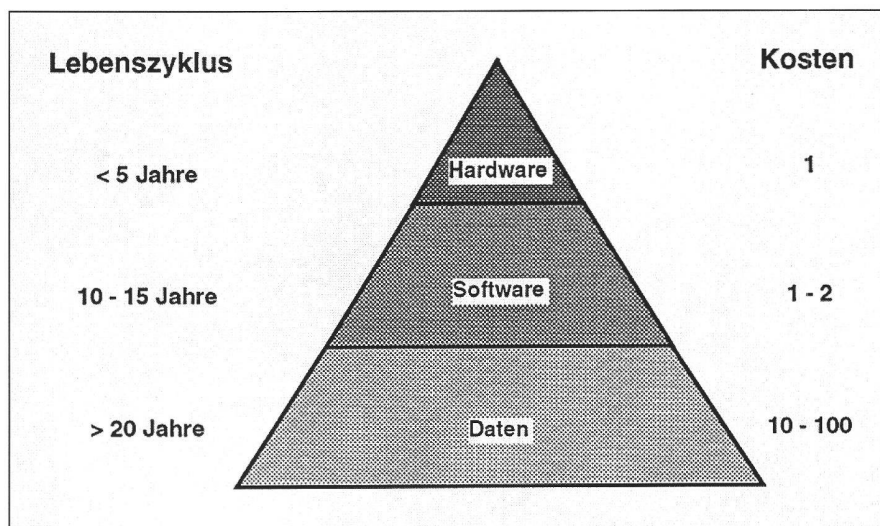 Lebenszyklus
Kosten
< 5 Jahre
Hardware
1
10 - 15 Jahre
Software
1 - 2
> 20 Jahre
Daten
10 - 100